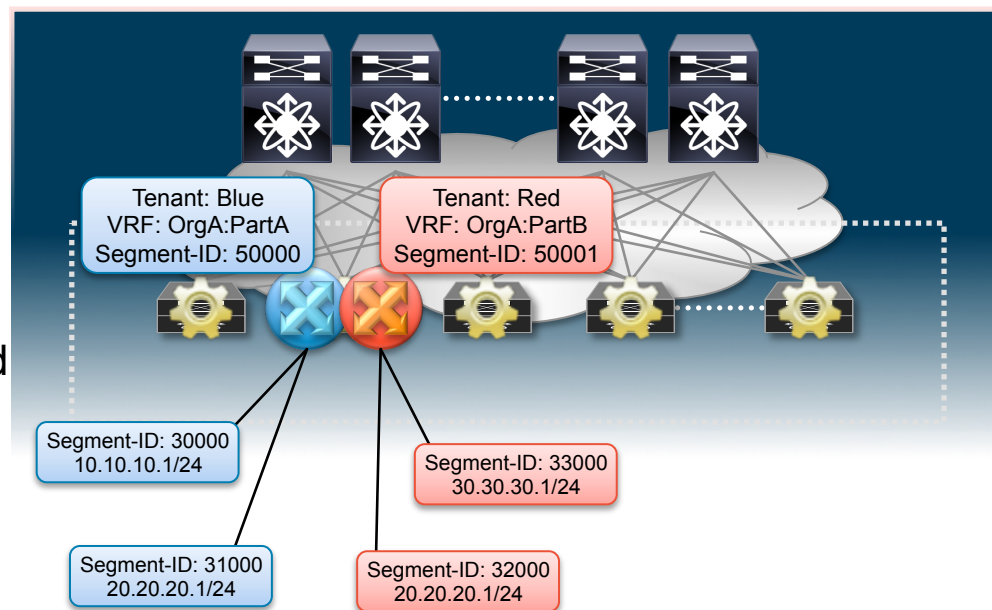 Tenant: Blue
VRF: OrgA:PartA
Segment-ID: 50000
Tenant: Red
VRF: OrgA:PartB
Segment-ID: 50001
d
Segment-ID: 30000
10.10.10.1/24
Segment-ID: 33000
30.30.30.1/24
Segment-ID: 31000
20.20.20.1/24
Segment-ID: 32000
20.20.20.1/24